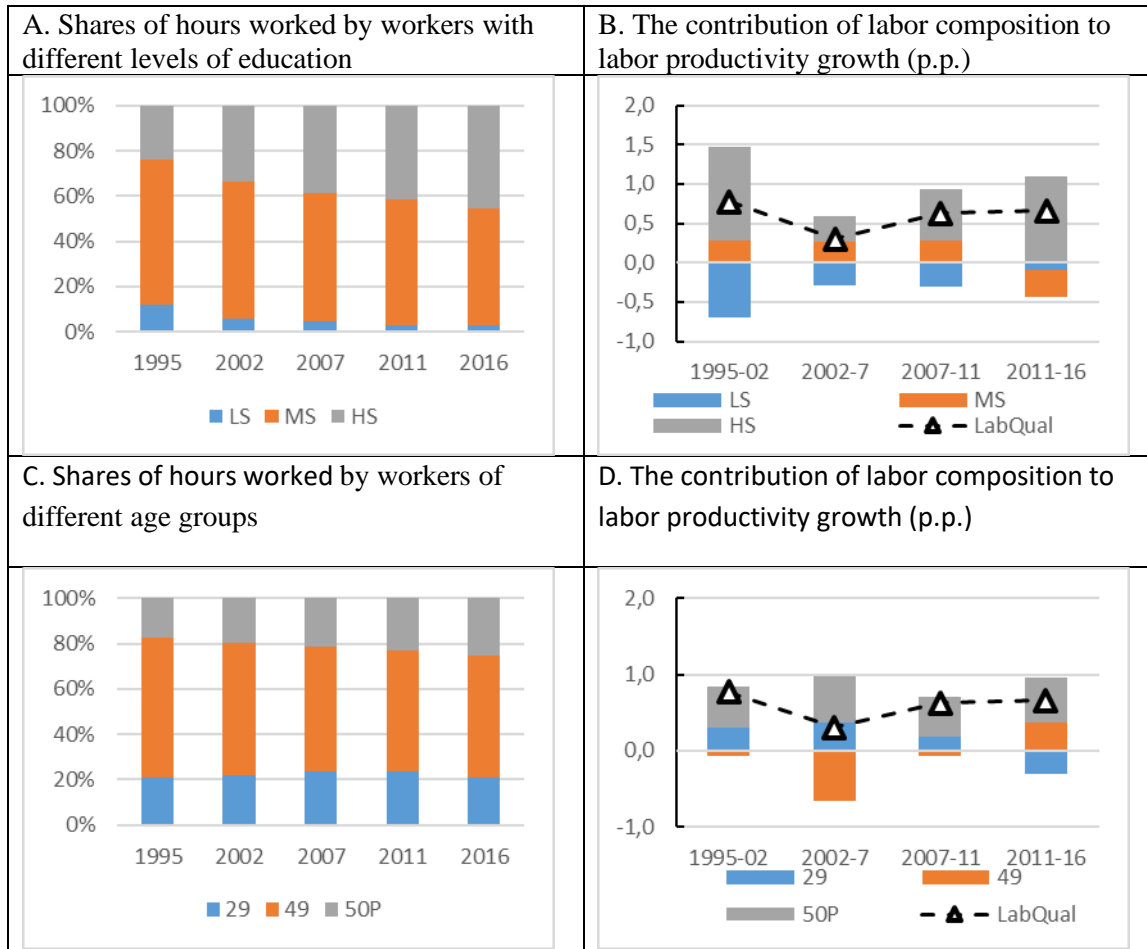 A. Shares of hours worked by workers with
different levels of education
B. The contribution of labor composition to
labor productivity growth (p.p.)
100%
80%
60%
40%
20%
0%
1995 2002 2007 2011 2016
LS MS HS
2,0
1,5
1,0
0,5
0,0
-0,5
-1,0
1995-02 2002-7 2007-11 2011-16
LS MS
HS LabQual
C. Shares of hours worked by workers of
different age groups
D. The contribution of labor composition to
labor productivity growth (p.p.)
100%
80%
60%
40%
20%
0%
1995 2002 2007 2011 2016
29 49 50P
2,0
1,0
0,0
-1,0
1995-02 2002-7 2007-11 2011-16
29 49
50P LabQual